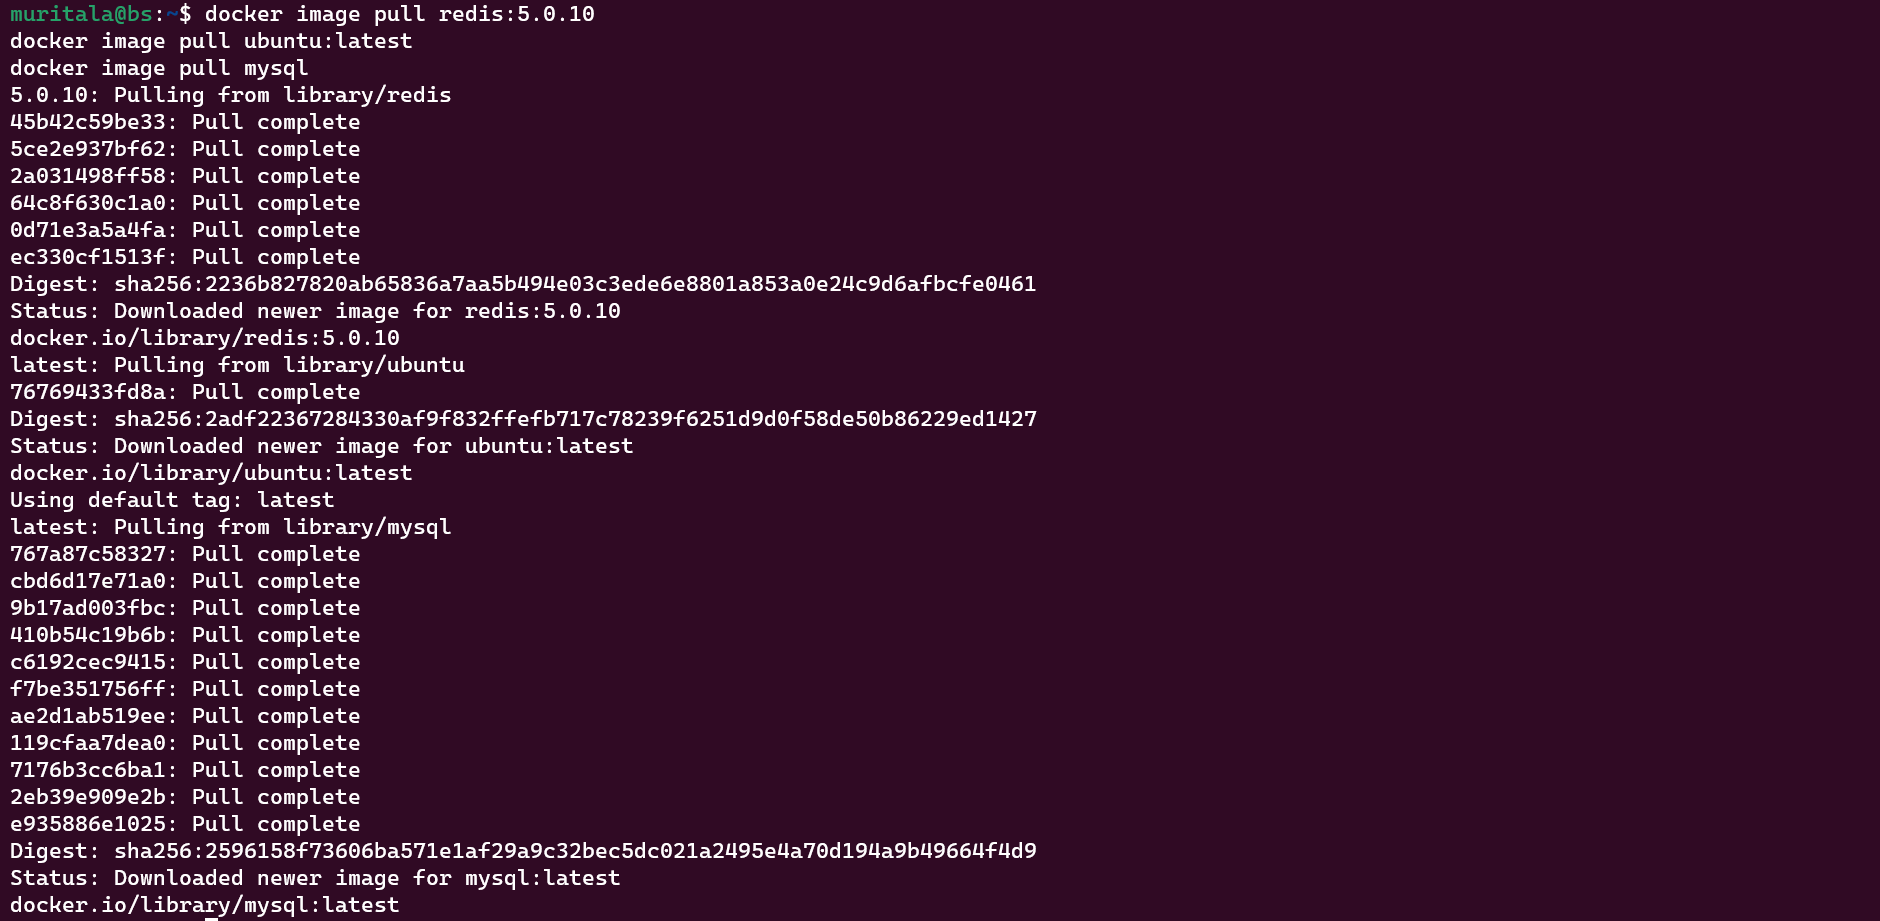 muritala@bs:~$ docker image pull redis:5.0.10
docker image pull ubuntu:latest
docker image pull mysql
5.0.10: Pulling from library/redis
45b42c59be33: Pull complete
5ce2e937bf62: Pull complete
2a031498ff58: Pull complete
64c8f630c1a0: Pull complete
0d71e3a5a4fa: Pull complete
ec330cf1513f: Pull complete
Digest: sha256:2236b827820ab65836a7aa5b494e03c3ede6e8801a853a0e24c9d6afbcfe0461
Status: Downloaded newer image for redis:5.0.10
docker.io/library/redis:5.0.10
latest: Pulling from library/ubuntu
76769433fd8a: Pull complete
Digest: sha256:2adf22367284330af9f832ffefb717c78239f6251d9d0f58de50b86229ed1427
Status: Downloaded newer image for ubuntu:latest
docker.io/library/ubuntu:latest
Using default tag: latest
latest: Pulling from library/mysql
767a87c58327: Pull complete
cbd6d17e71a0: Pull complete
9b17ad003fbc: Pull complete
410b54c19b6b: Pull complete
c6192cec9415: Pull complete
f7be351756ff: Pull complete
ae2d1ab519ee: Pull complete
119cfaa7dea0: Pull complete
7176b3cc6ba1: Pull complete
2eb39e909e2b: Pull complete
e935886e1025: Pull complete
Digest: sha256:2596158f73606ba571e1af29a9c32bec5dc021a2495e4a70d194a9b49664f4d9
Status: Downloaded newer image for mysql:latest
docker.io/library/mysql:latest